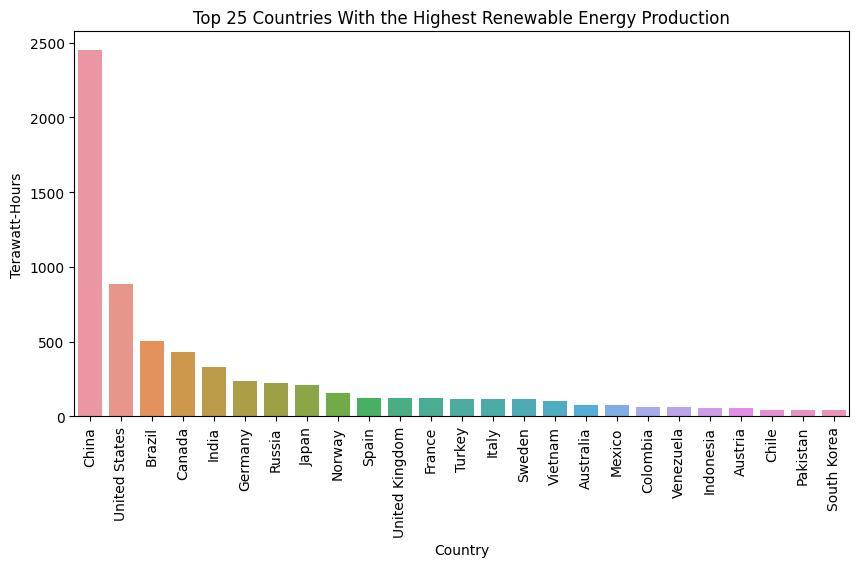 Top 25 Countries With the Highest Renewable Energy Production
2500
2000
1500
1000
500
0
Terawatt-Hours
China
United States
Brazil
Canada
India
Germany
Russia
Japan
Norway
Spain
United Kingdom
France
Turkey
Italy
Sweden
Vietnam
Australia
Mexico
Colombia
Venezuela
Indonesia
Austria
Chile
Pakistan
South Korea
Country